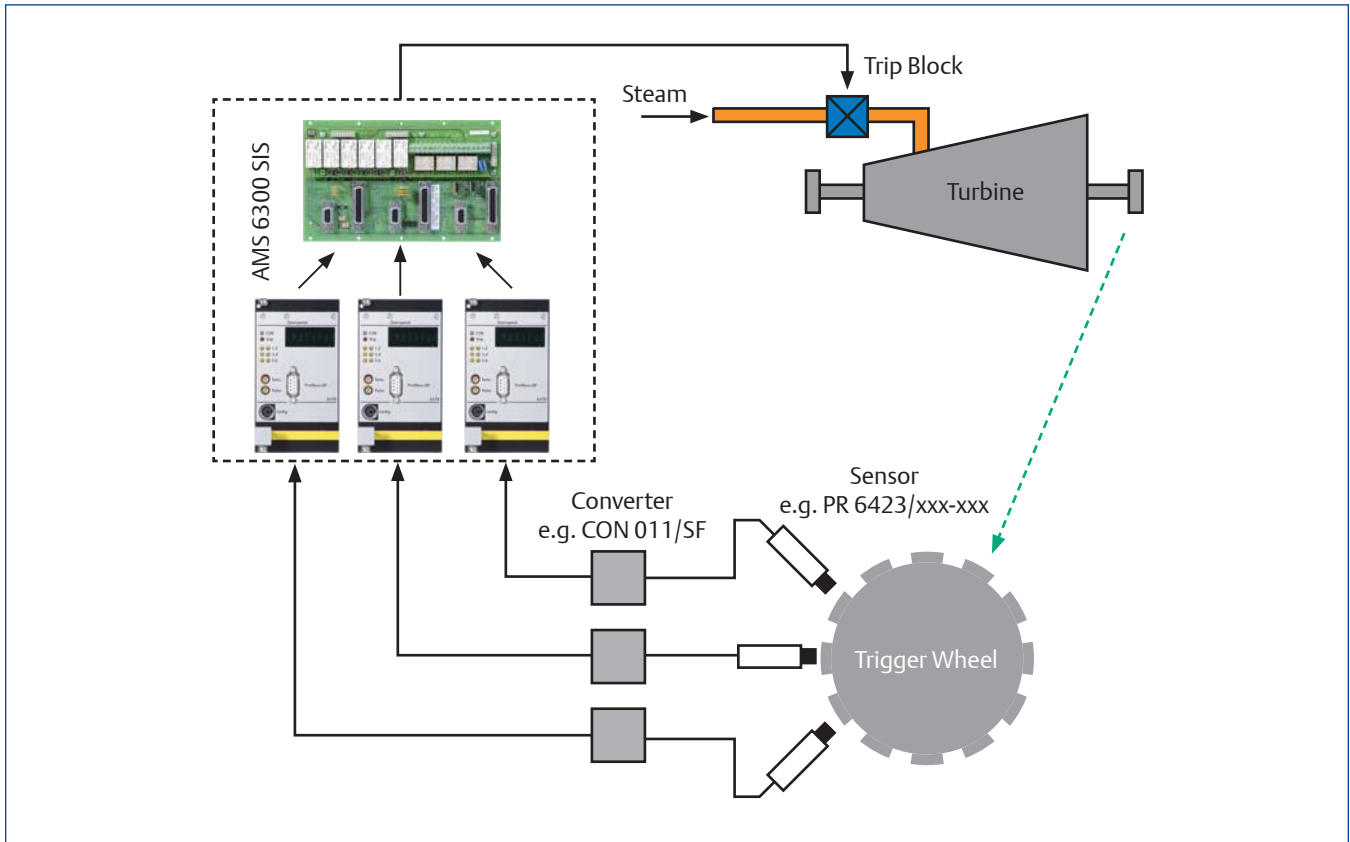 Trip Block
Steam
AMS 6300 SIS
Turbine
Sensor
e.g. PR 6423/xxx-xxx
Converter
e.g. CON 011/SF
Trigger Wheel